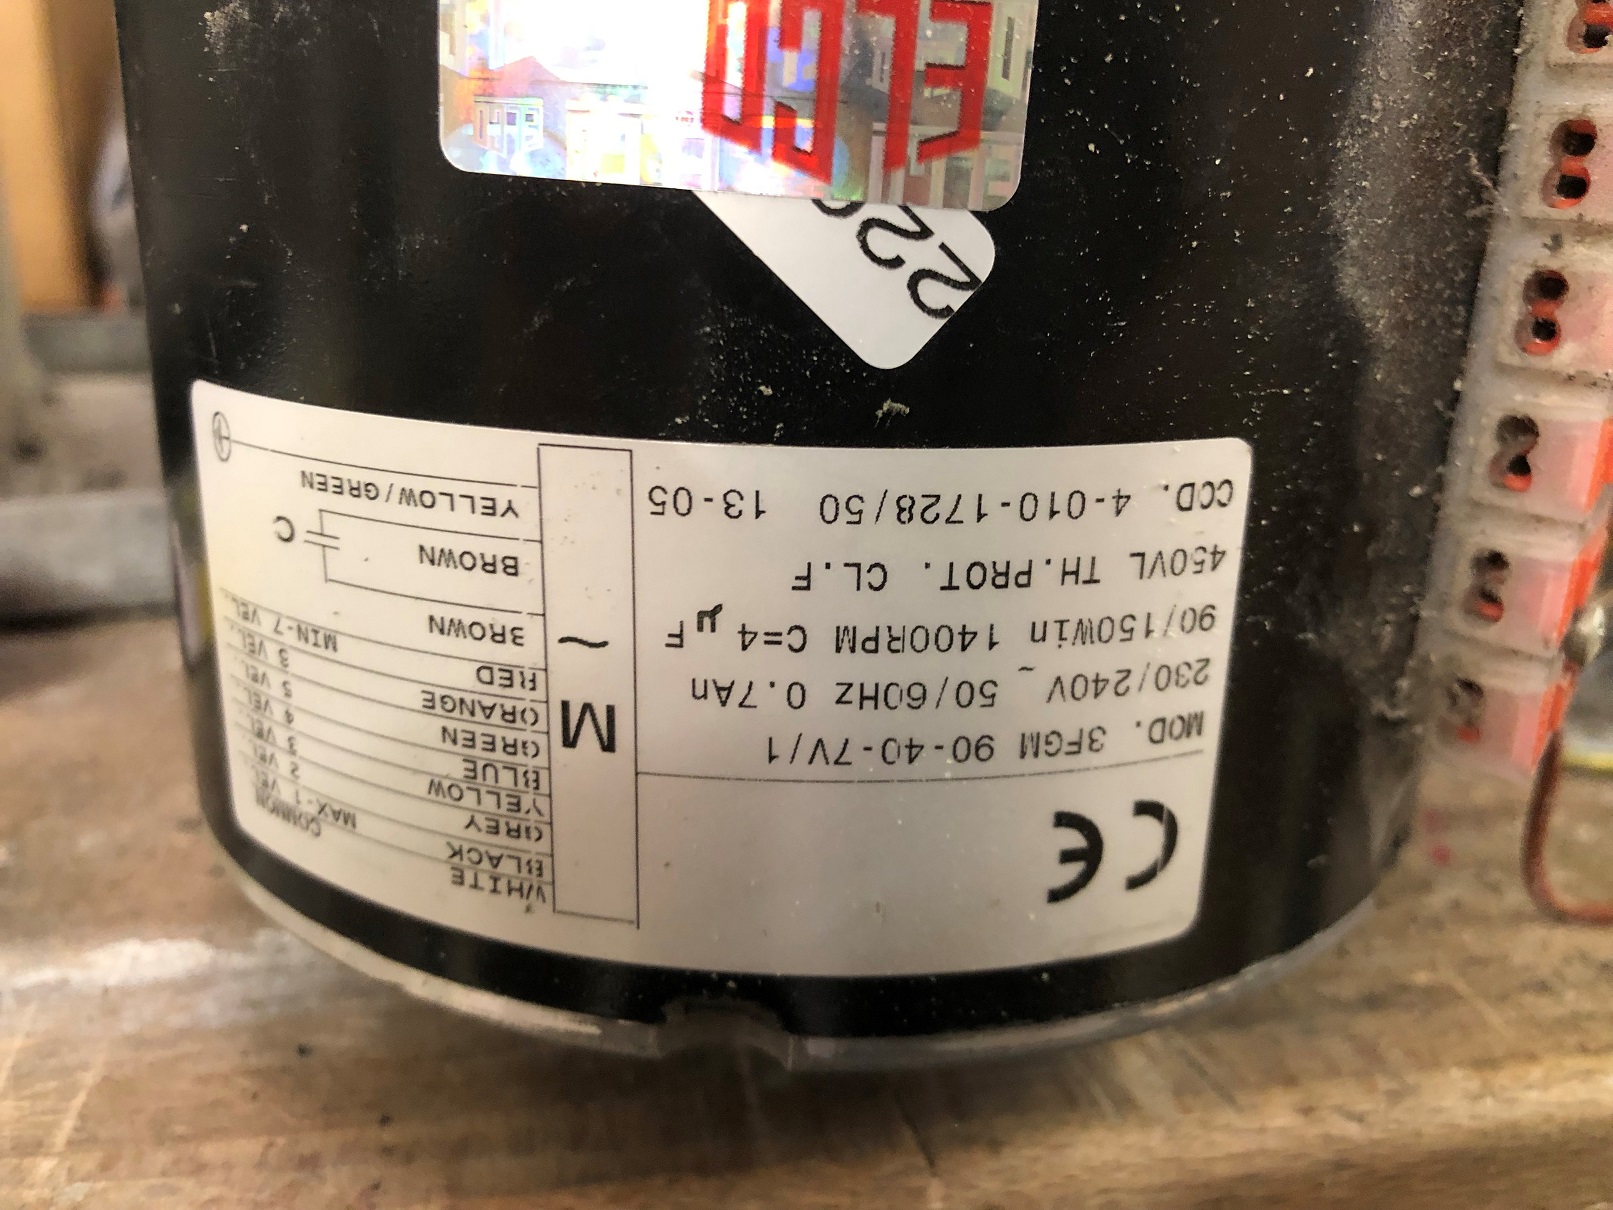 CE
MOD. 3FGM 90-40-7V/1
230/240V ~ 50/60Hz 0.7An
90/150Win 1400RPM C=4 µF
450VL TH.PROT. CL.F
COD. 4-010-1728/50 13-05
M
~
WHITE COMMON
BLACK MAX-1 VEL.
GREY 2 VEL.
YELLOW 3 VEL.
BLUE 4 VEL.
GREEN 5 VEL.
ORANGE 6 VEL.
RED MIN-7 VEL.
BROWN
BROWN C
YELLOW/GREEN
ELCO